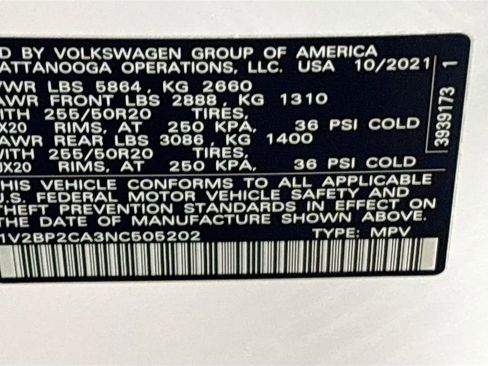 D BY VOLKSWAGEN GROUP OF AMERICA
ATTANOOGA OPERATIONS, LLC. USA 10/2021
VWR LBS 5864, KG 2660
AWR FRONT LBS 2888, KG 1310
ITH 255/50R20 TIRES,
X20 RIMS, AT 250 KPA, 36 PSI COLD
AWR REAR LBS 3086, KG 1400
WITH 255/50R20 TIRES,
JX20 RIMS, AT 250 KPA, 36 PSI COLD
THIS VEHICLE CONFORMS TO ALL APPLICABLE
U.S. FEDERAL MOTOR VEHICLE SAFETY AND
THEFT PREVENTION STANDARDS IN EFFECT ON
THE DATE OF MANUFACTURE SHOWN ABOVE.
1V2BP2CA3NC505202 TYPE: MPV
3939173 1